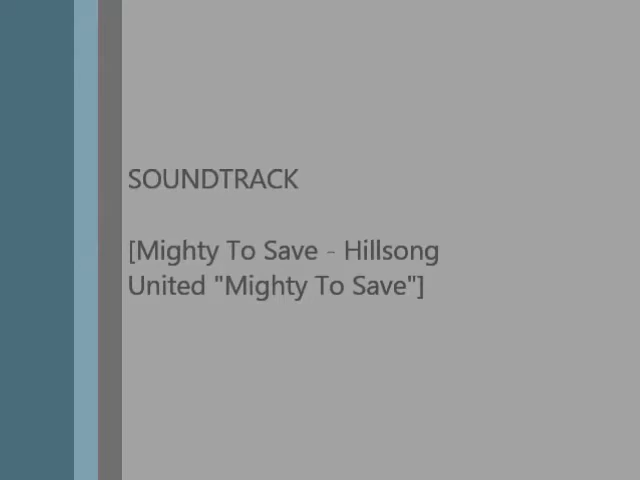 SOUNDTRACK
[Mighty To Save - Hillsong
United "Mighty To Save"]